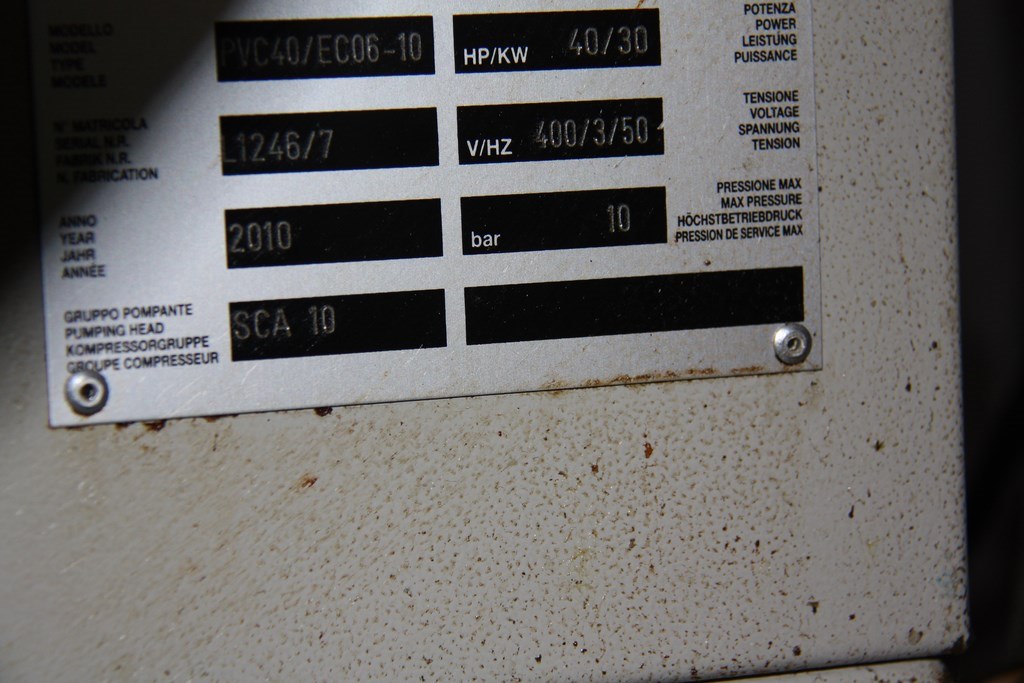 MODELLO
MODEL
TYPE
MODELE
PVC40/EC06-10
HP/KW 40/30
POTENZA
POWER
LEISTUNG
PUISSANCE
N° MATRICOLA
SERIAL N.R.
FABRIK N.R.
N. FABRICATION
L1246/7
V/HZ 400/3/50
TENSIONE
VOLTAGE
SPANNUNG
TENSION
ANNO
YEAR
JAHR
ANNÉE
2010
bar 10
PRESSIONE MAX
MAX PRESSURE
HÖCHSTBETRIEBDRUCK
PRESSION DE SERVICE MAX
GRUPPO POMPANTE
PUMPING HEAD
KOMPRESSORGRUPPE
GROUPE COMPRESSEUR
SCA 10